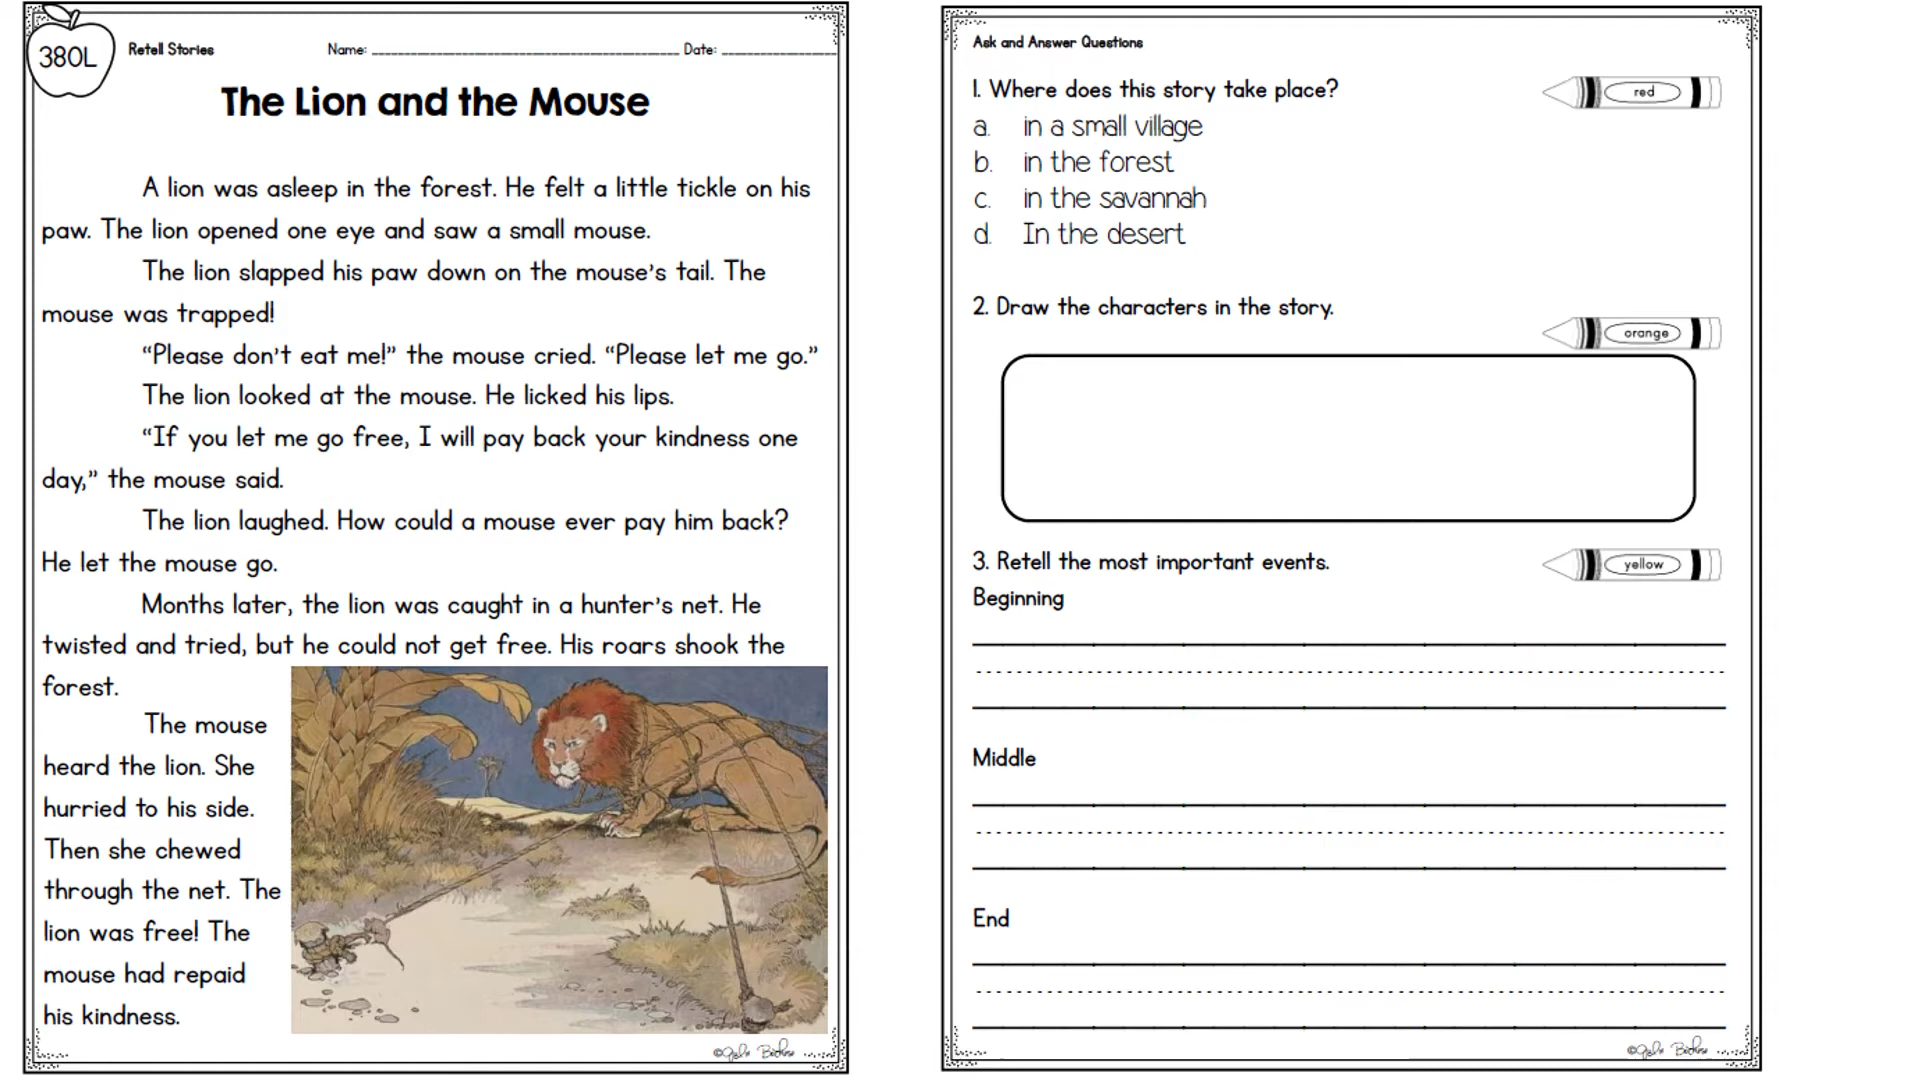 380L
Retell Stories Name: Date:
The Lion and the Mouse
A lion was asleep in the forest. He felt a little tickle on his
paw. The lion opened one eye and saw a small mouse.
The lion slapped his paw down on the mouse's tail. The
mouse was trapped!
“Please don't eat me!” the mouse cried. “Please let me go.”
The lion looked at the mouse. He licked his lips.
“If you let me go free, I will pay back your kindness one
day,” the mouse said.
The lion laughed. How could a mouse ever pay him back?
He let the mouse go.
Months later, the lion was caught in a hunter's net. He
twisted and tried, but he could not get free. His roars shook the
forest.
The mouse
heard the lion. She
hurried to his side.
Then she chewed
through the net. The
lion was free! The
mouse had repaid
his kindness.
Ask and Answer Questions
1. Where does this story take place?
red
a. in a small village
b. in the forest
c. in the savannah
d. In the desert
2. Draw the characters in the story.
orange
3. Retell the most important events.
yellow
Beginning
Middle
End